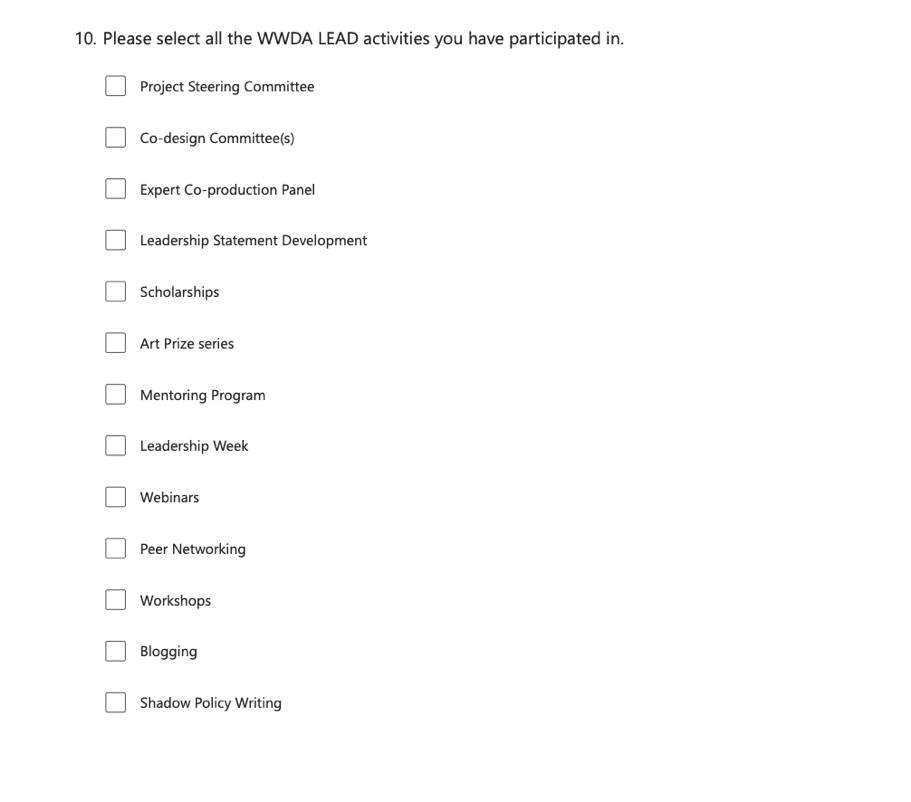 10. Please select all the WWDA LEAD activities you have participated in.
Project Steering Committee
Co-design Committee(s)
Expert Co-production Panel
Leadership Statement Development
Scholarships
Art Prize series
Mentoring Program
Leadership Week
Webinars
Peer Networking
Workshops
Blogging
Shadow Policy Writing